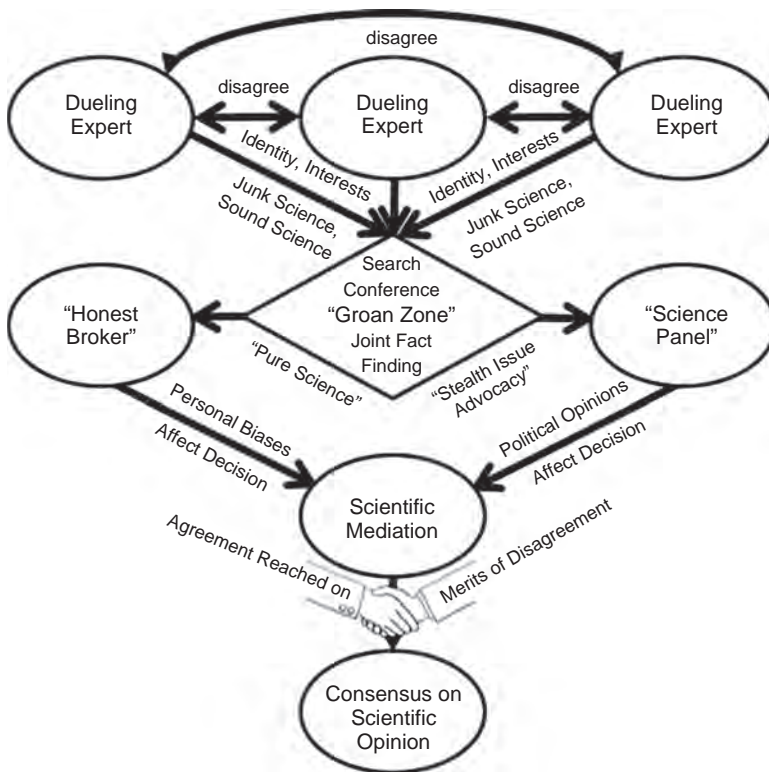 disagree
Dueling
Expert
disagree
Dueling
Expert
disagree
Dueling
Expert
Identity, Interests
Junk Science,
Sound Science
Identity, Interests
Junk Science,
Sound Science
Search
Conference
“Groan Zone”
Joint Fact
Finding
“Honest
Broker”
“Science
Panel”
“Pure Science”
“Stealth Issue
Advocacy”
Personal Biases
Affect Decision
Political Opinions
Affect Decision
Scientific
Mediation
Agreement Reached on
Merits of Disagreement
Consensus on
Scientific
Opinion